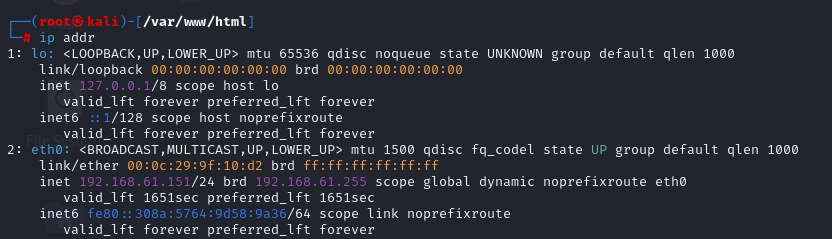 ┌──(root㉿kali)-[/var/www/html]
└─# ip addr
1: lo: <LOOPBACK,UP,LOWER_UP> mtu 65536 qdisc noqueue state UNKNOWN group default qlen 1000
    link/loopback 00:00:00:00:00:00 brd 00:00:00:00:00:00
    inet 127.0.0.1/8 scope host lo
       valid_lft forever preferred_lft forever
    inet6 ::1/128 scope host noprefixroute
       valid_lft forever preferred_lft forever
2: eth0: <BROADCAST,MULTICAST,UP,LOWER_UP> mtu 1500 qdisc fq_codel state UP group default qlen 1000
    link/ether 00:0c:29:9f:10:d2 brd ff:ff:ff:ff:ff:ff
    inet 192.168.61.151/24 brd 192.168.61.255 scope global dynamic noprefixroute eth0
       valid_lft 1651sec preferred_lft 1651sec
    inet6 fe80::308a:5764:9d58:9a36/64 scope link noprefixroute
       valid_lft forever preferred_lft forever